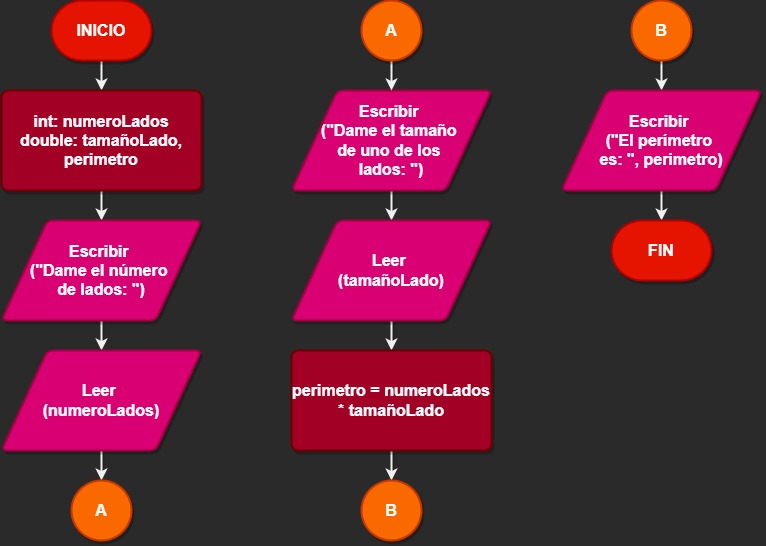 INICIO
int: numeroLados
double: tamañoLado,
perimetro
Escribir
("Dame el número
de lados: ")
Leer
(numeroLados)
A
A
Escribir
("Dame el tamaño
de uno de los
lados: ")
Leer
(tamañoLado)
perimetro = numeroLados
* tamañoLado
B
B
Escribir
("El perímetro
es: ", perimetro)
FIN